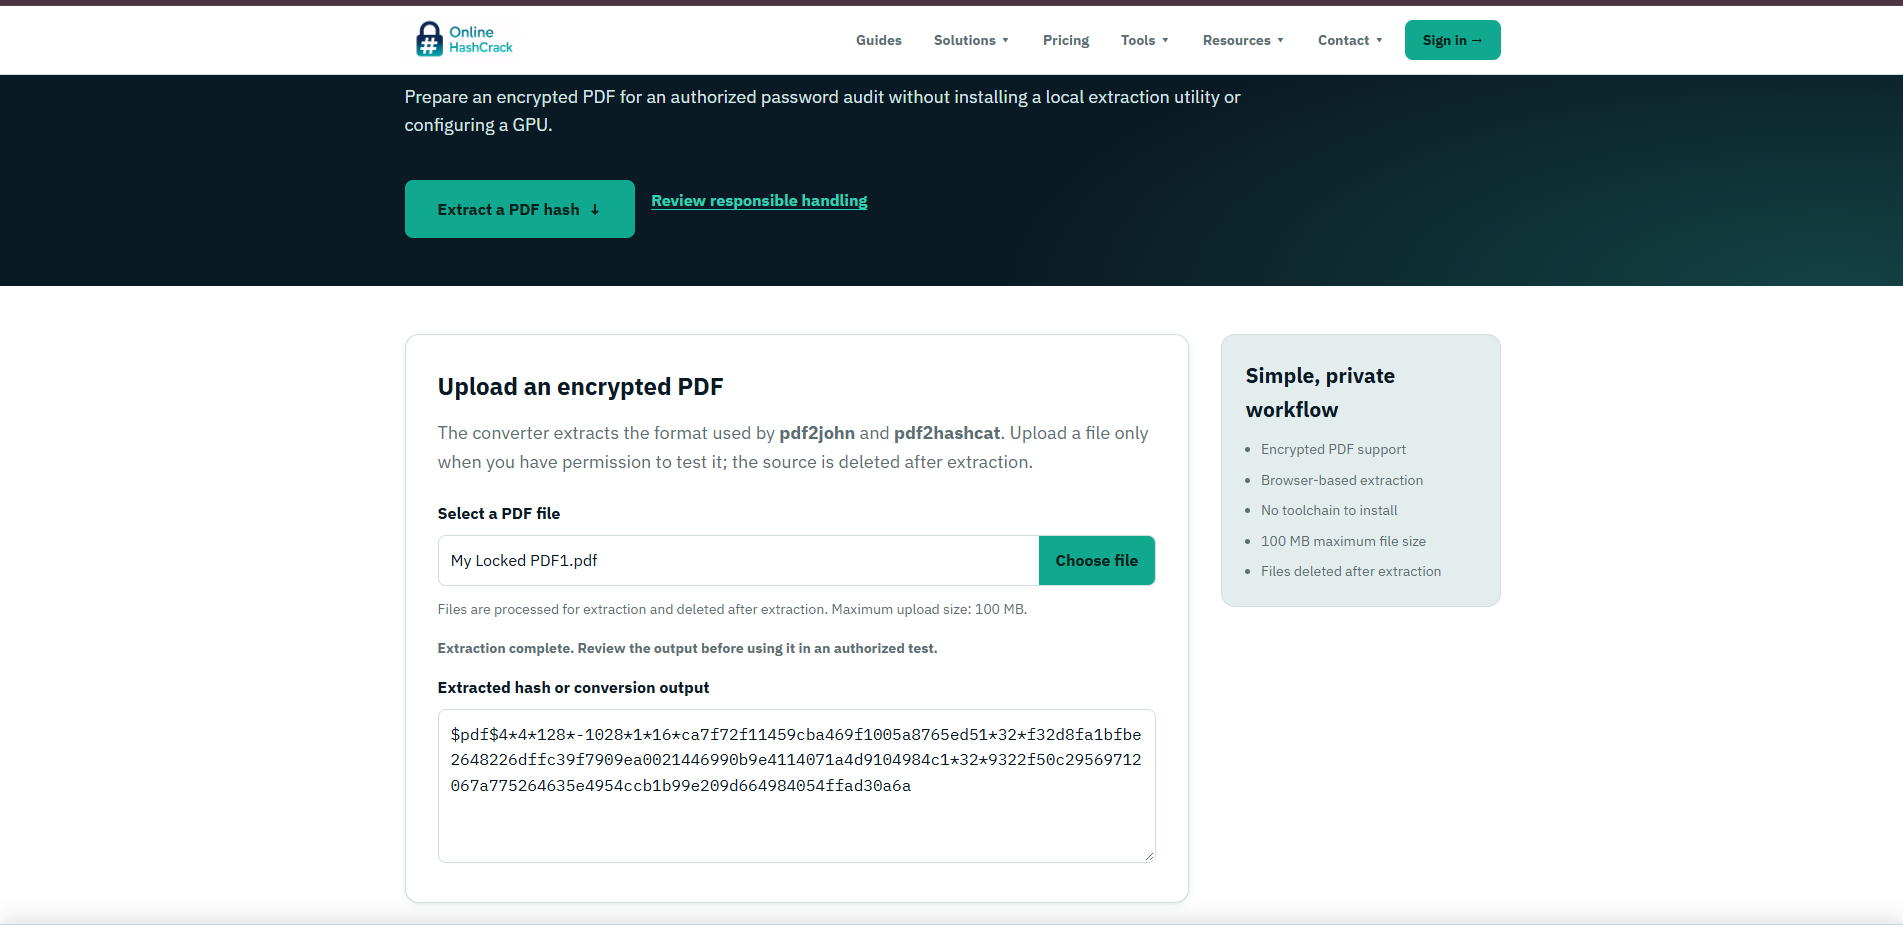 Online
HashCrack
Guides
Solutions
Pricing
Tools
Resources
Contact
Sign in →
Prepare an encrypted PDF for an authorized password audit without installing a local extraction utility or
configuring a GPU.
Extract a PDF hash ↓
Review responsible handling
Upload an encrypted PDF
The converter extracts the format used by pdf2john and pdf2hashcat. Upload a file only
when you have permission to test it; the source is deleted after extraction.
Select a PDF file
My Locked PDF1.pdf
Choose file
Files are processed for extraction and deleted after extraction. Maximum upload size: 100 MB.
Extraction complete. Review the output before using it in an authorized test.
Extracted hash or conversion output
$pdf$4*4*128*-1028*1*16*ca7f72f11459cba469f1005a8765ed51*32*f32d8fa1bfbe
2648226dffc39f7909ea0021446990b9e4114071a4d9104984c1*32*9322f50c29569712
067a775264635e4954ccb1b99e209d664984054ffad30a6a
Simple, private
workflow
Encrypted PDF support
Browser-based extraction
No toolchain to install
100 MB maximum file size
Files deleted after extraction